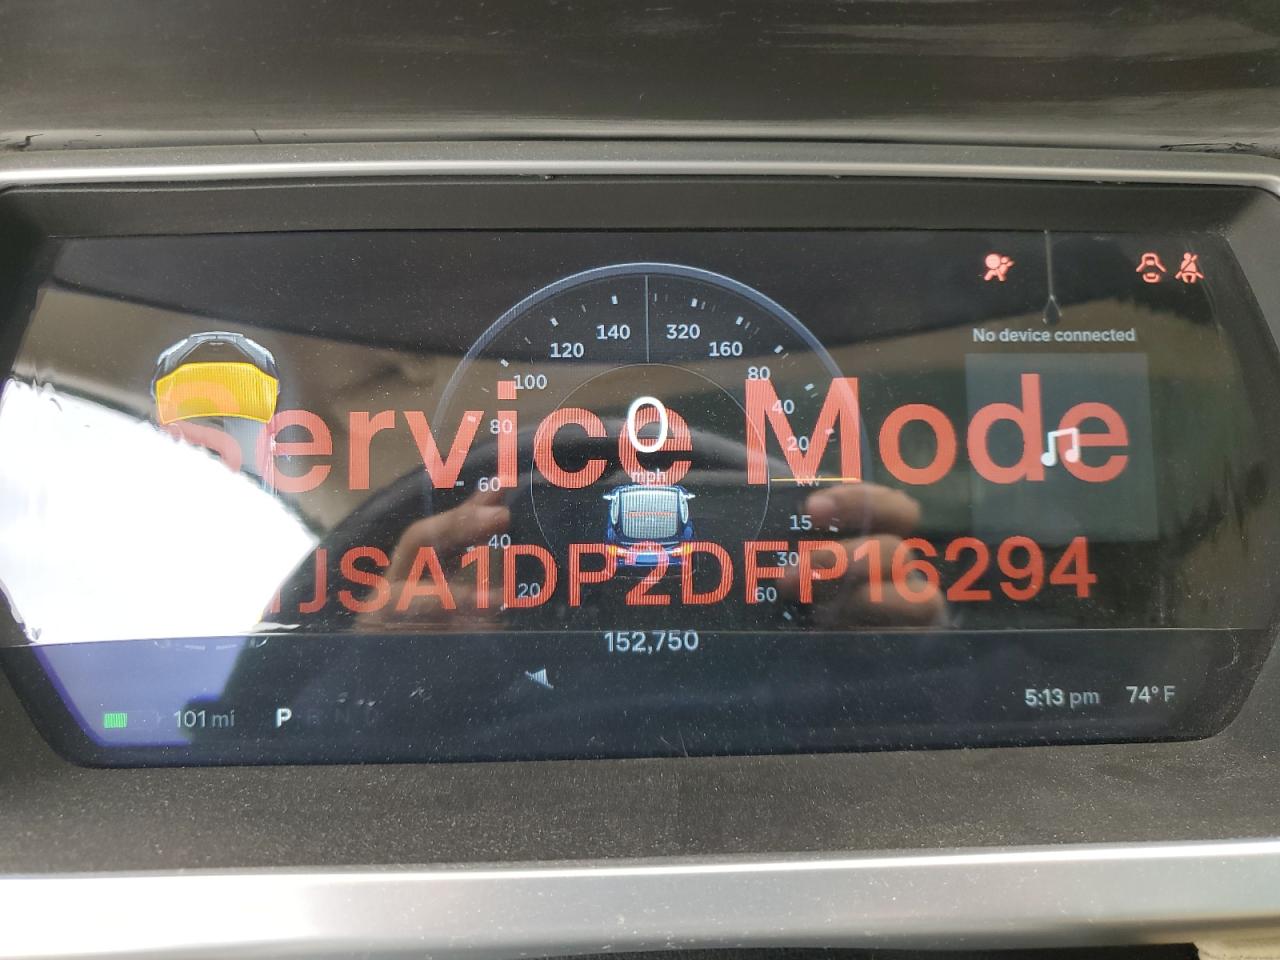 No device connected
140 320
120 160
100 80
80 40
60 20
40 kW
20 15
30
60
Service Mode
0
mph
JSA1DP2DFP16294
152,750
101 mi P R N D
5:13 pm 74° F